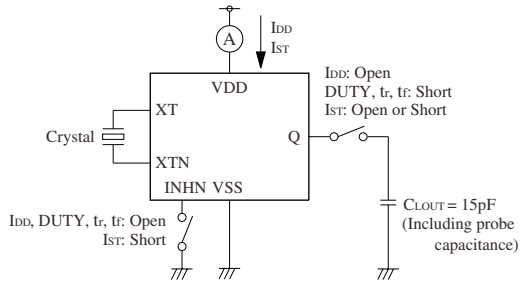 A
IDD
IST
VDD
IDD: Open
DUTY, tr, tf: Short
IST: Open or Short
XT
Crystal
Q
XTN
INHN VSS
IDD, DUTY, tr, tf: Open
IST: Short
CLOUT = 15pF
(Including probe
capacitance)